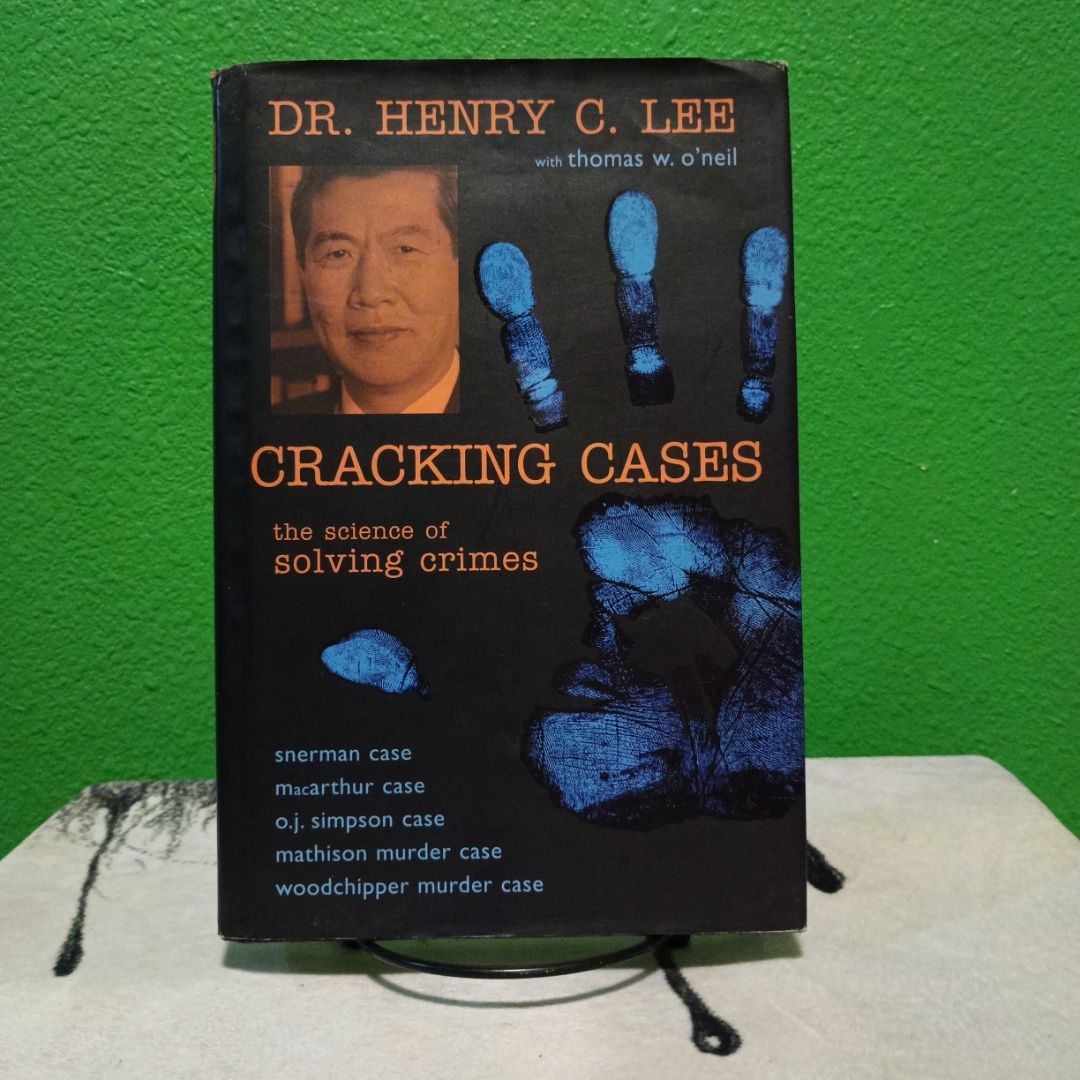 DR. HENRY C. LEE
with thomas w. o'neil
CRACKING CASES
the science of
solving crimes
snerman case
macarthur case
o.j. simpson case
mathison murder case
woodchipper murder case